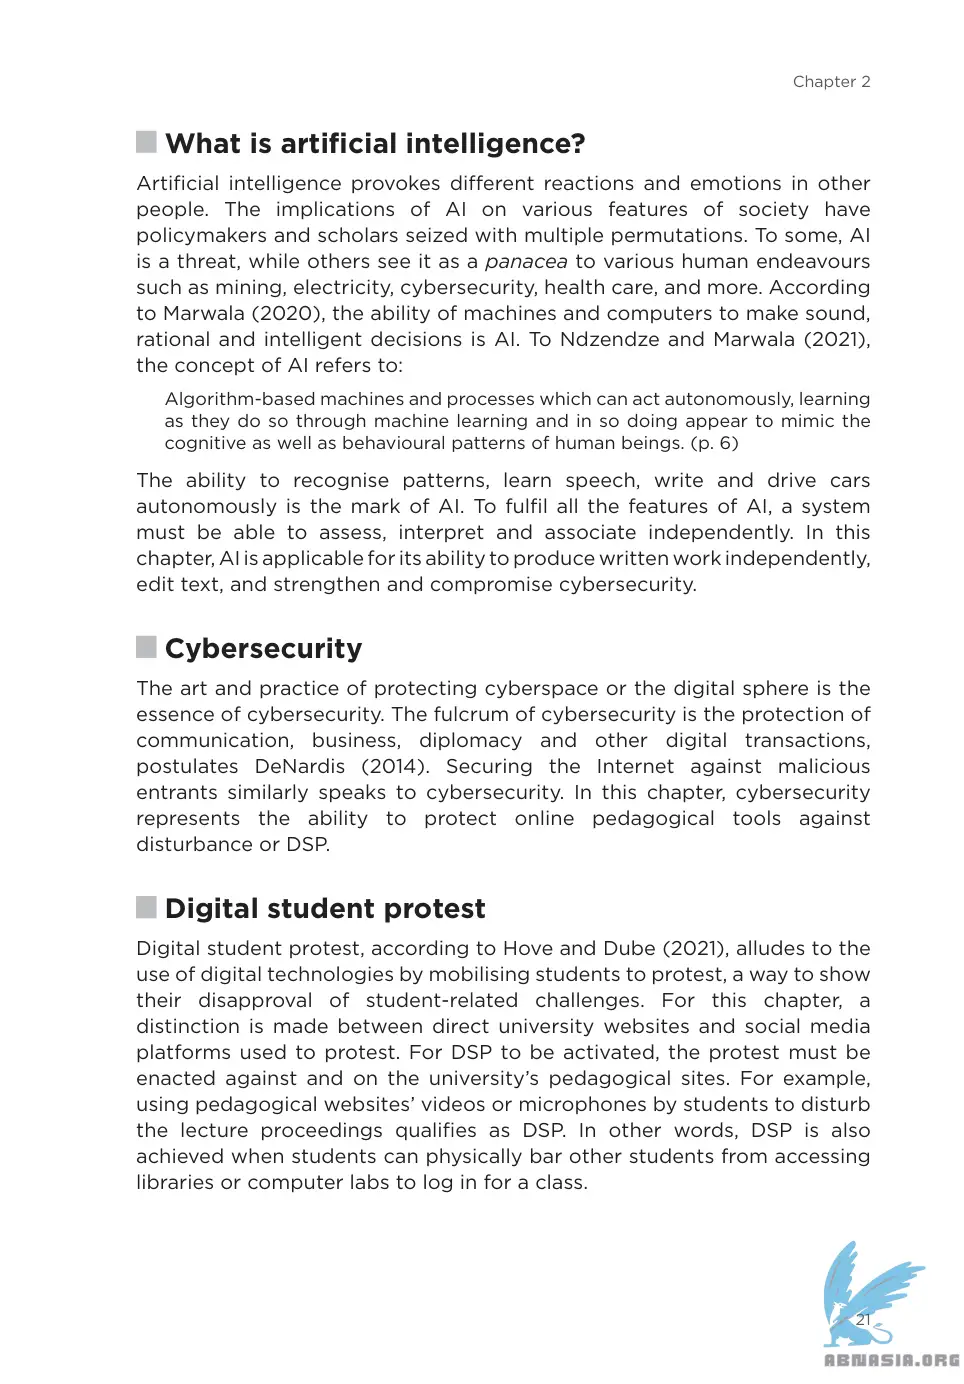 Chapter 2
What is artificial intelligence?
Artificial intelligence provokes different reactions and emotions in other
people. The implications of AI on various features of society have
policymakers and scholars seized with multiple permutations. To some, AI
is a threat, while others see it as a panacea to various human endeavours
such as mining, electricity, cybersecurity, health care, and more. According
to Marwala (2020), the ability of machines and computers to make sound,
rational and intelligent decisions is AI. To Ndzendze and Marwala (2021),
the concept of AI refers to:
Algorithm-based machines and processes which can act autonomously, learning
as they do so through machine learning and in so doing appear to mimic the
cognitive as well as behavioural patterns of human beings. (p. 6)
The ability to recognise patterns, learn speech, write and drive cars
autonomously is the mark of AI. To fulfil all the features of AI, a system
must be able to assess, interpret and associate independently. In this
chapter, AI is applicable for its ability to produce written work independently,
edit text, and strengthen and compromise cybersecurity.
Cybersecurity
The art and practice of protecting cyberspace or the digital sphere is the
essence of cybersecurity. The fulcrum of cybersecurity is the protection of
communication, business, diplomacy and other digital transactions,
postulates DeNardis (2014). Securing the Internet against malicious
entrants similarly speaks to cybersecurity. In this chapter, cybersecurity
represents the ability to protect online pedagogical tools against
disturbance or DSP.
Digital student protest
Digital student protest, according to Hove and Dube (2021), alludes to the
use of digital technologies by mobilising students to protest, a way to show
their disapproval of student-related challenges. For this chapter, a
distinction is made between direct university websites and social media
platforms used to protest. For DSP to be activated, the protest must be
enacted against and on the university’s pedagogical sites. For example,
using pedagogical websites’ videos or microphones by students to disturb
the lecture proceedings qualifies as DSP. In other words, DSP is also
achieved when students can physically bar other students from accessing
libraries or computer labs to log in for a class.
21
ABNASIA.ORG